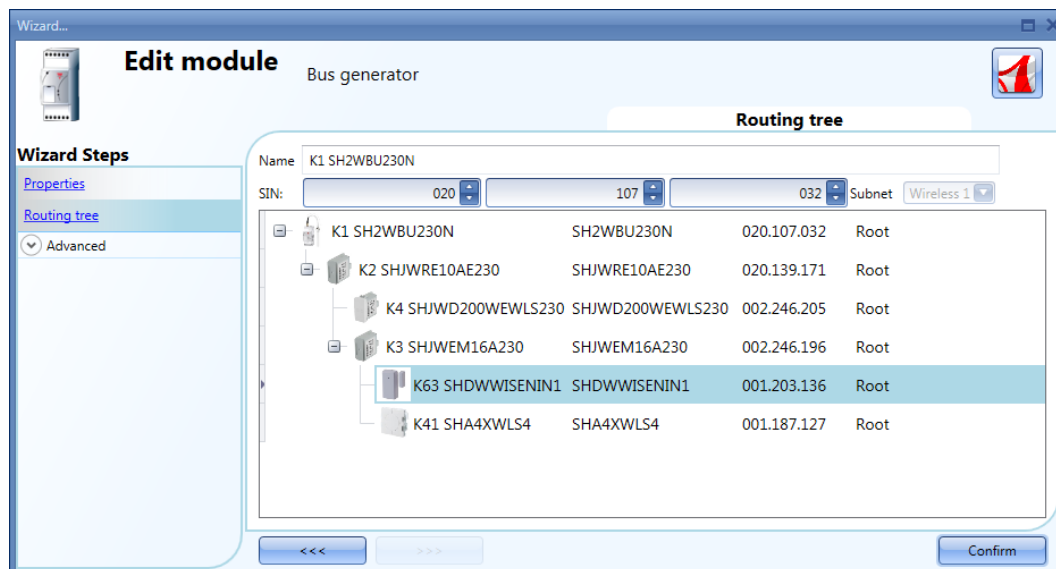 Wizard...
Edit module
Bus generator
Routing tree
Wizard Steps
Properties
Routing tree
Advanced
Name K1 SH2WBU230N
SIN: 020 107 032 Subnet Wireless 1
K1 SH2WBU230N SH2WBU230N 020.107.032 Root
K2 SHJWRE10AE230 SHJWRE10AE230 020.139.171 Root
K4 SHJWD200WEWLS230 SHJWD200WEWLS230 002.246.205 Root
K3 SHJWEM16A230 SHJWEM16A230 002.246.196 Root
K63 SHDWWISENIN1 SHDWWISENIN1 001.203.136 Root
K41 SHA4XWLS4 SHA4XWLS4 001.187.127 Root
<<< >>> Confirm